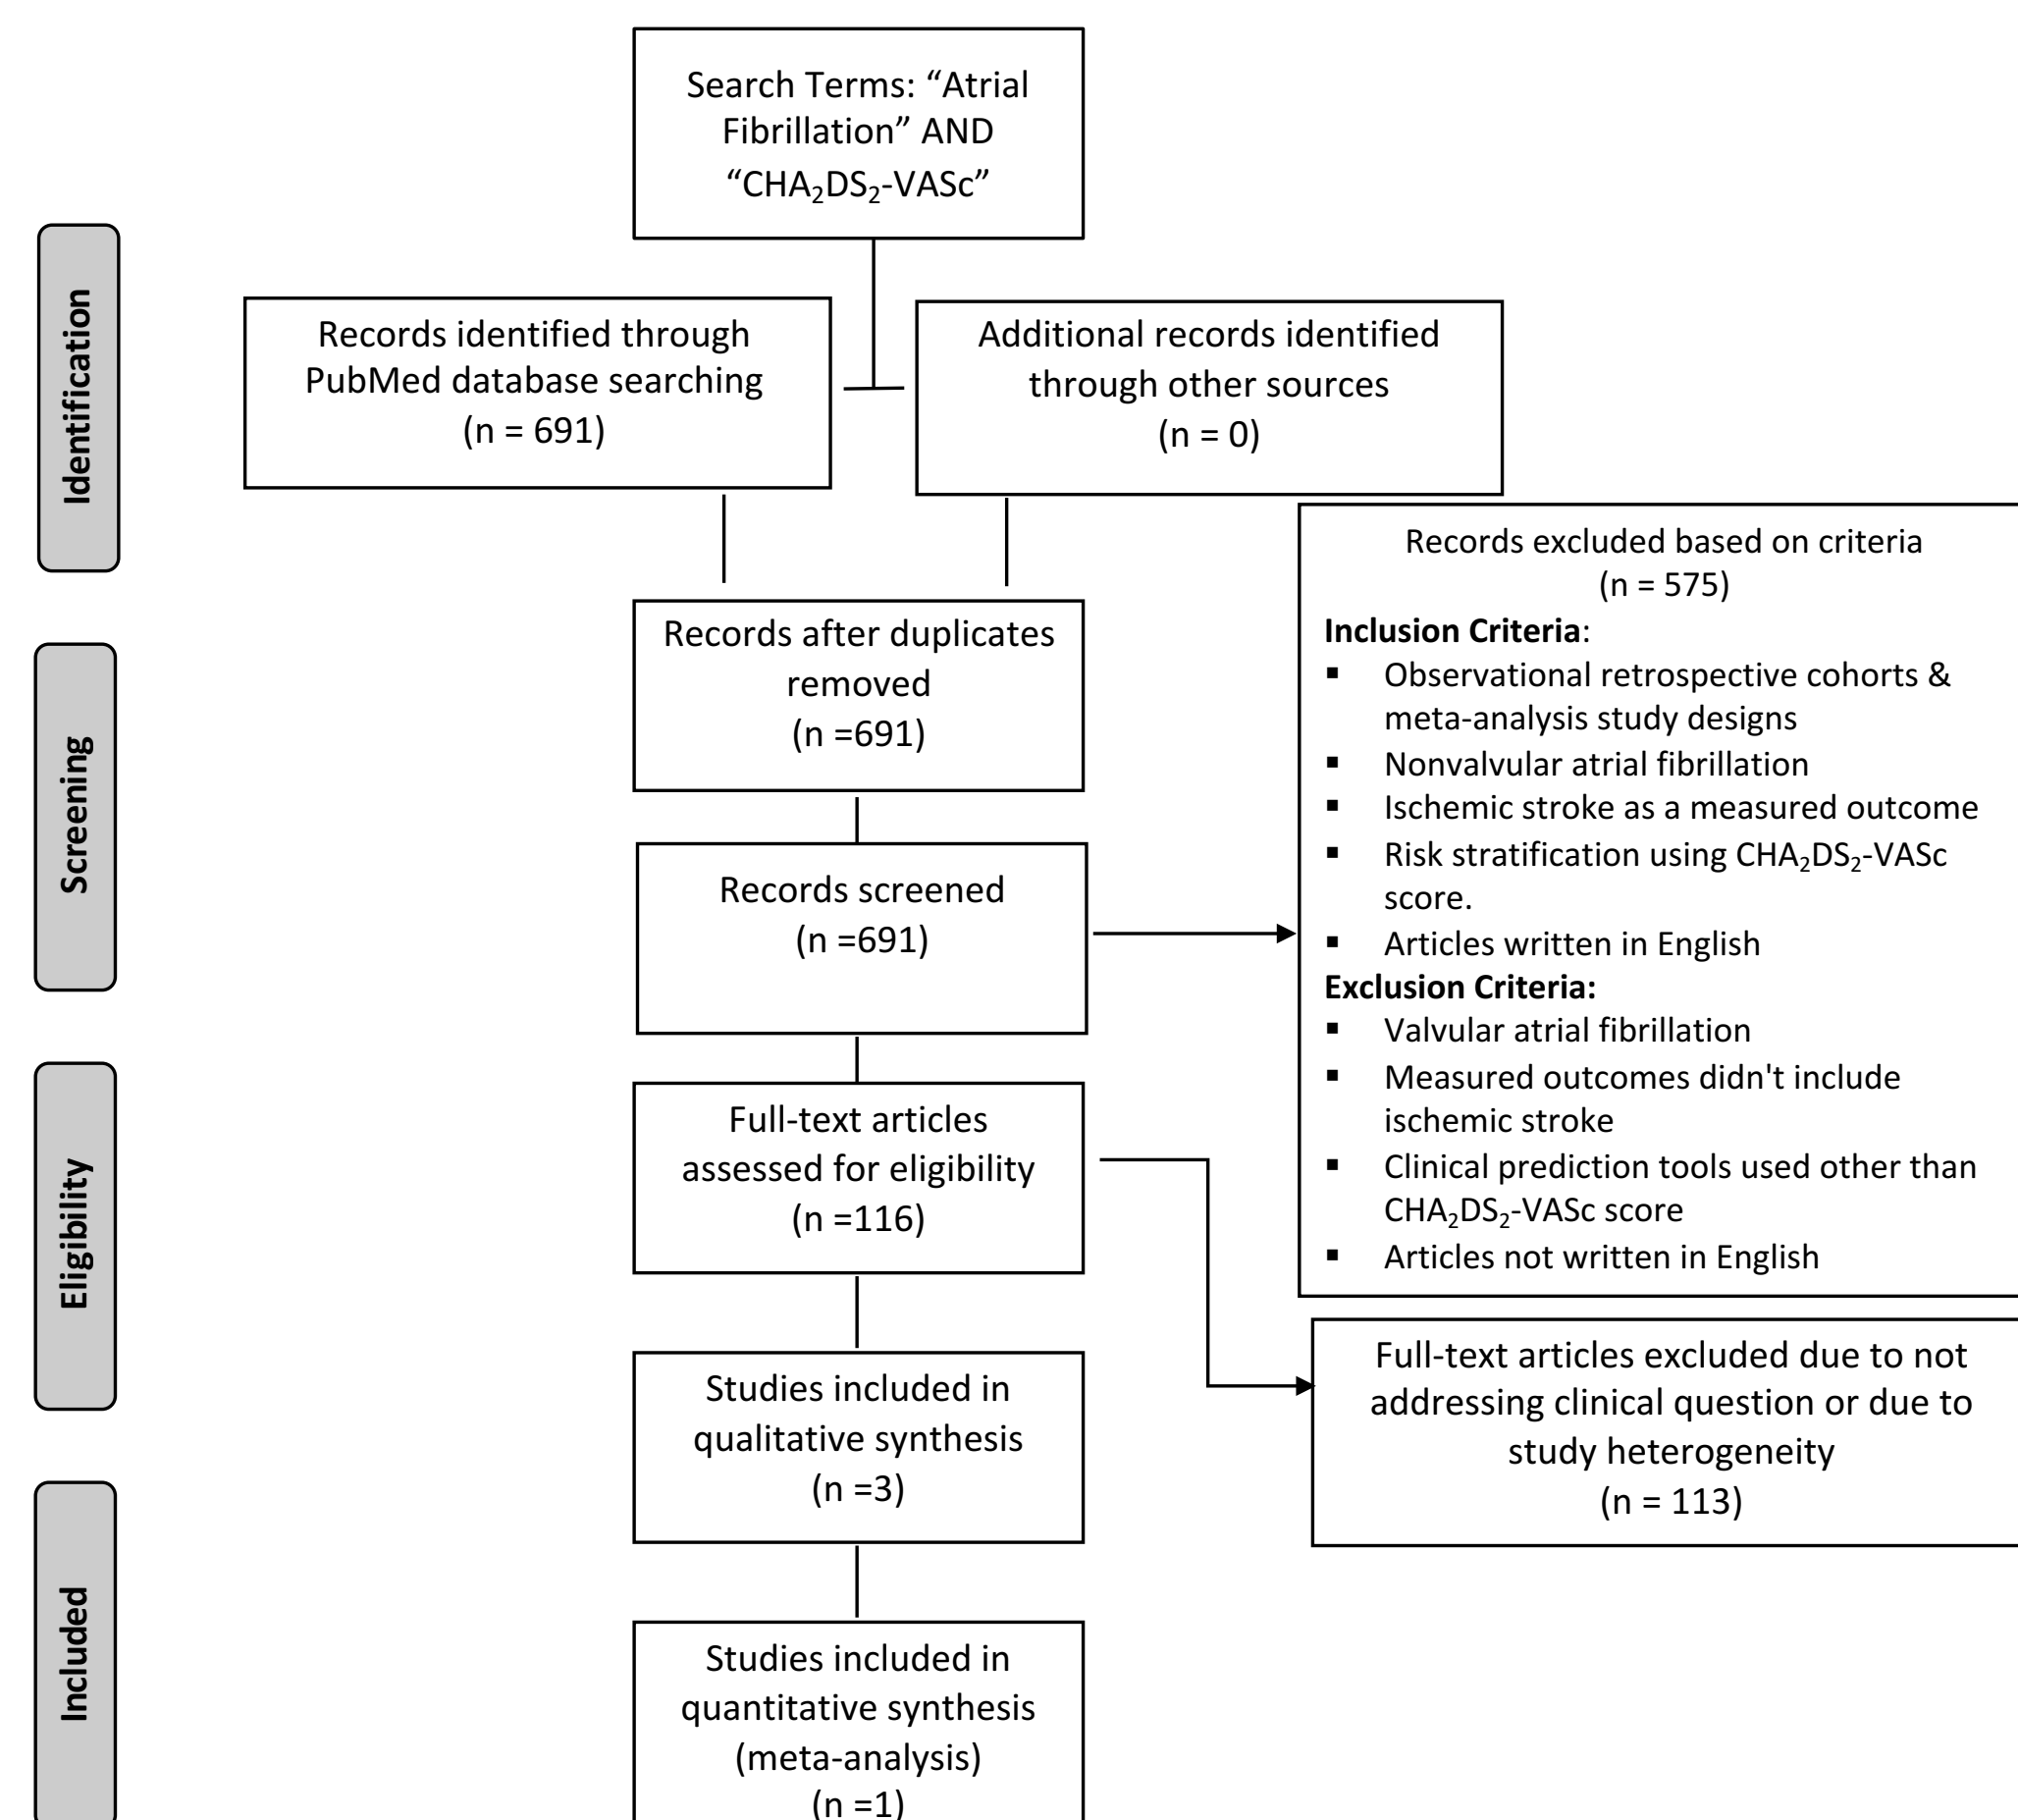 Search Terms: “Atrial
Fibrillation” AND
“CHA₂DS₂-VASc”
Identification
Records identified through
PubMed database searching
(n = 691)
Additional records identified
through other sources
(n = 0)
Records excluded based on criteria
(n = 575)
Inclusion Criteria:
▪ Observational retrospective cohorts &
meta-analysis study designs
▪ Nonvalvular atrial fibrillation
▪ Ischemic stroke as a measured outcome
▪ Risk stratification using CHA₂DS₂-VASc
score.
▪ Articles written in English
Exclusion Criteria:
▪ Valvular atrial fibrillation
▪ Measured outcomes didn't include
ischemic stroke
▪ Clinical prediction tools used other than
CHA₂DS₂-VASc score
▪ Articles not written in English
Screening
Records after duplicates
removed
(n =691)
Records screened
(n =691)
Eligibility
Full-text articles
assessed for eligibility
(n =116)
Full-text articles excluded due to not
addressing clinical question or due to
study heterogeneity
(n = 113)
Studies included in
qualitative synthesis
(n =3)
Included
Studies included in
quantitative synthesis
(meta-analysis)
(n =1)